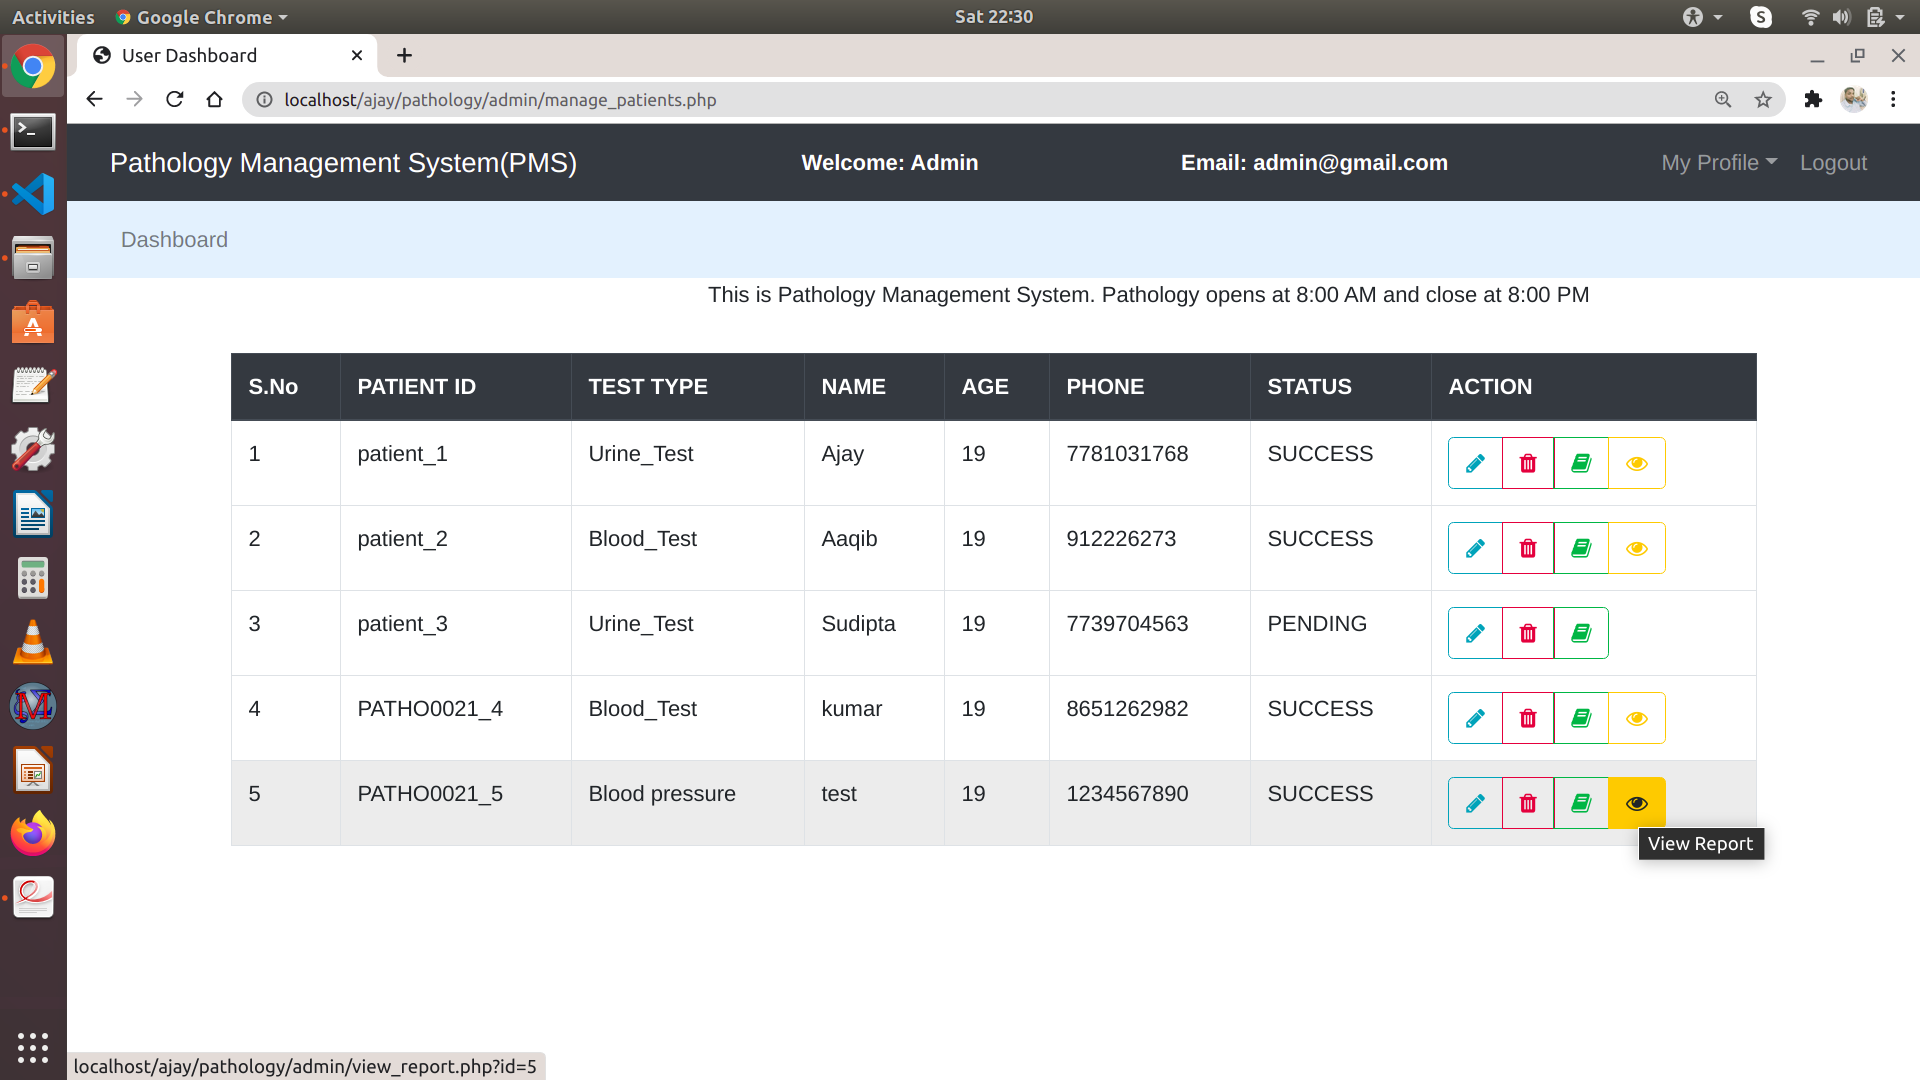 Activities Google Chrome Sat 22:30
User Dashboard
localhost/ajay/pathology/admin/manage_patients.php
Pathology Management System(PMS) Welcome: Admin Email: admin@gmail.com My Profile Logout
Dashboard
This is Pathology Management System. Pathology opens at 8:00 AM and close at 8:00 PM
S.No PATIENT ID TEST TYPE NAME AGE PHONE STATUS ACTION
1 patient_1 Urine_Test Ajay 19 7781031768 SUCCESS
2 patient_2 Blood_Test Aaqib 19 912226273 SUCCESS
3 patient_3 Urine_Test Sudipta 19 7739704563 PENDING
4 PATHO0021_4 Blood_Test kumar 19 8651262982 SUCCESS
5 PATHO0021_5 Blood pressure test 19 1234567890 SUCCESS
View Report
localhost/ajay/pathology/admin/view_report.php?id=5